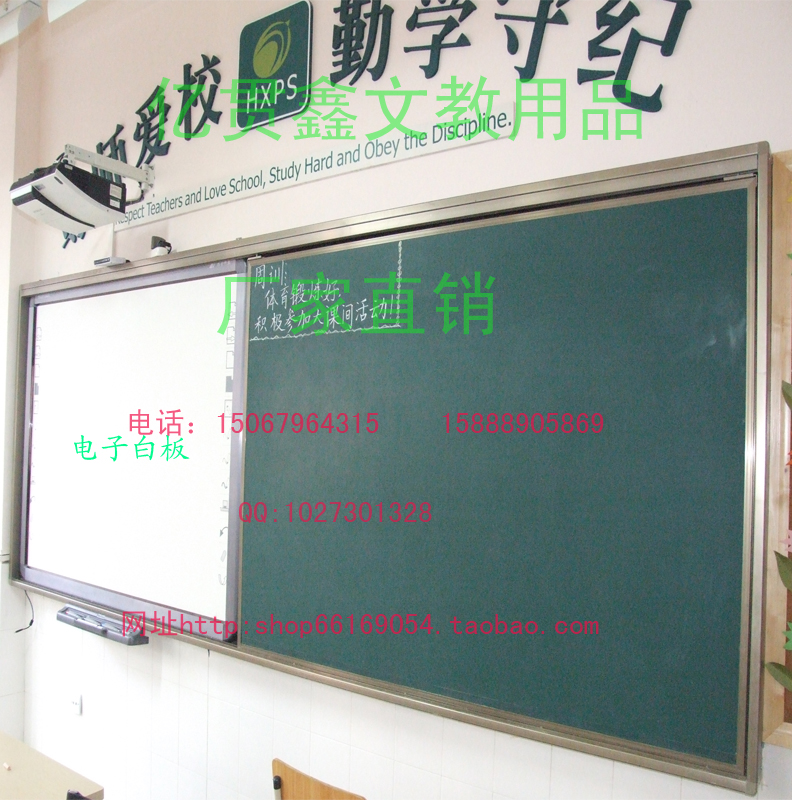 师爱校 HXPS 勤学守纪
亿贯鑫文教用品
Respect Teachers and Love School, Study Hard and Obey the Discipline.
周训:
体育锻炼好
积极参加大课间活动
厂家直销
电话：15067964315 15888905869
电子白板
QQ:1027301328
网址http:shop66169054.taobao.com